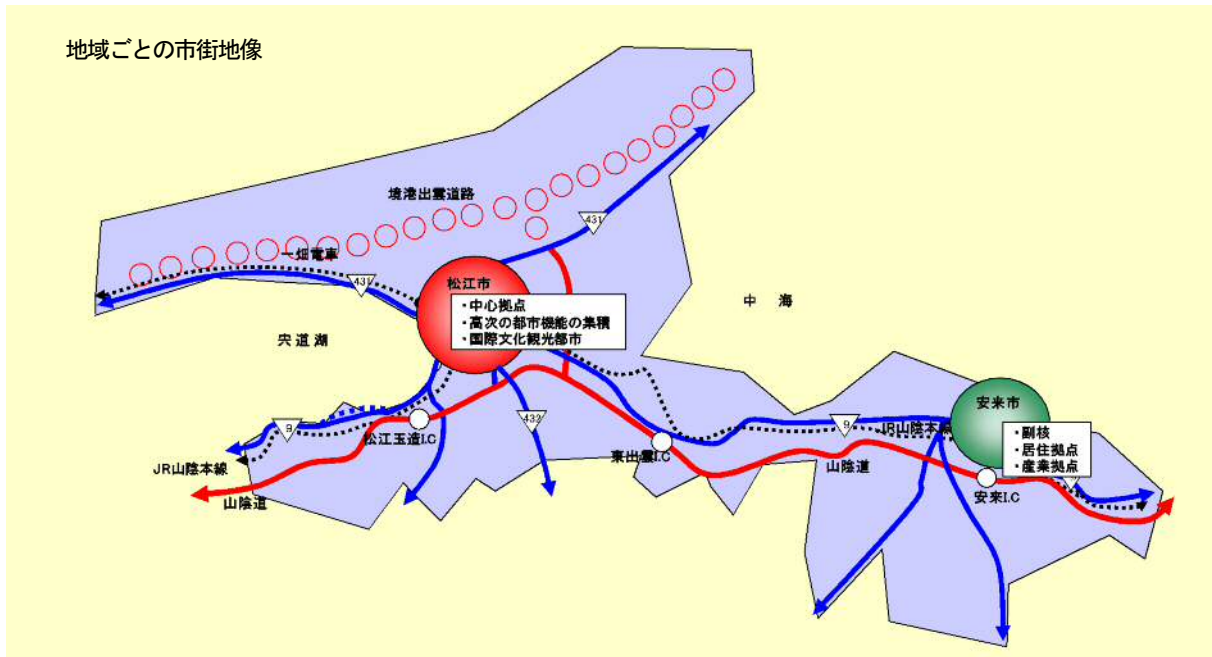 地域ごとの市街地像
境港出雲道路
431
一畑電車
431
松江市
・中心拠点
・高次の都市機能の集積
・国際文化観光都市
中 海
宍道湖
安来市
・副核
・居住拠点
・産業拠点
9
松江玉造I.C
432
9
JR山陰本線
東出雲I.C
山陰道
JR山陰本線
山陰道
安来I.C